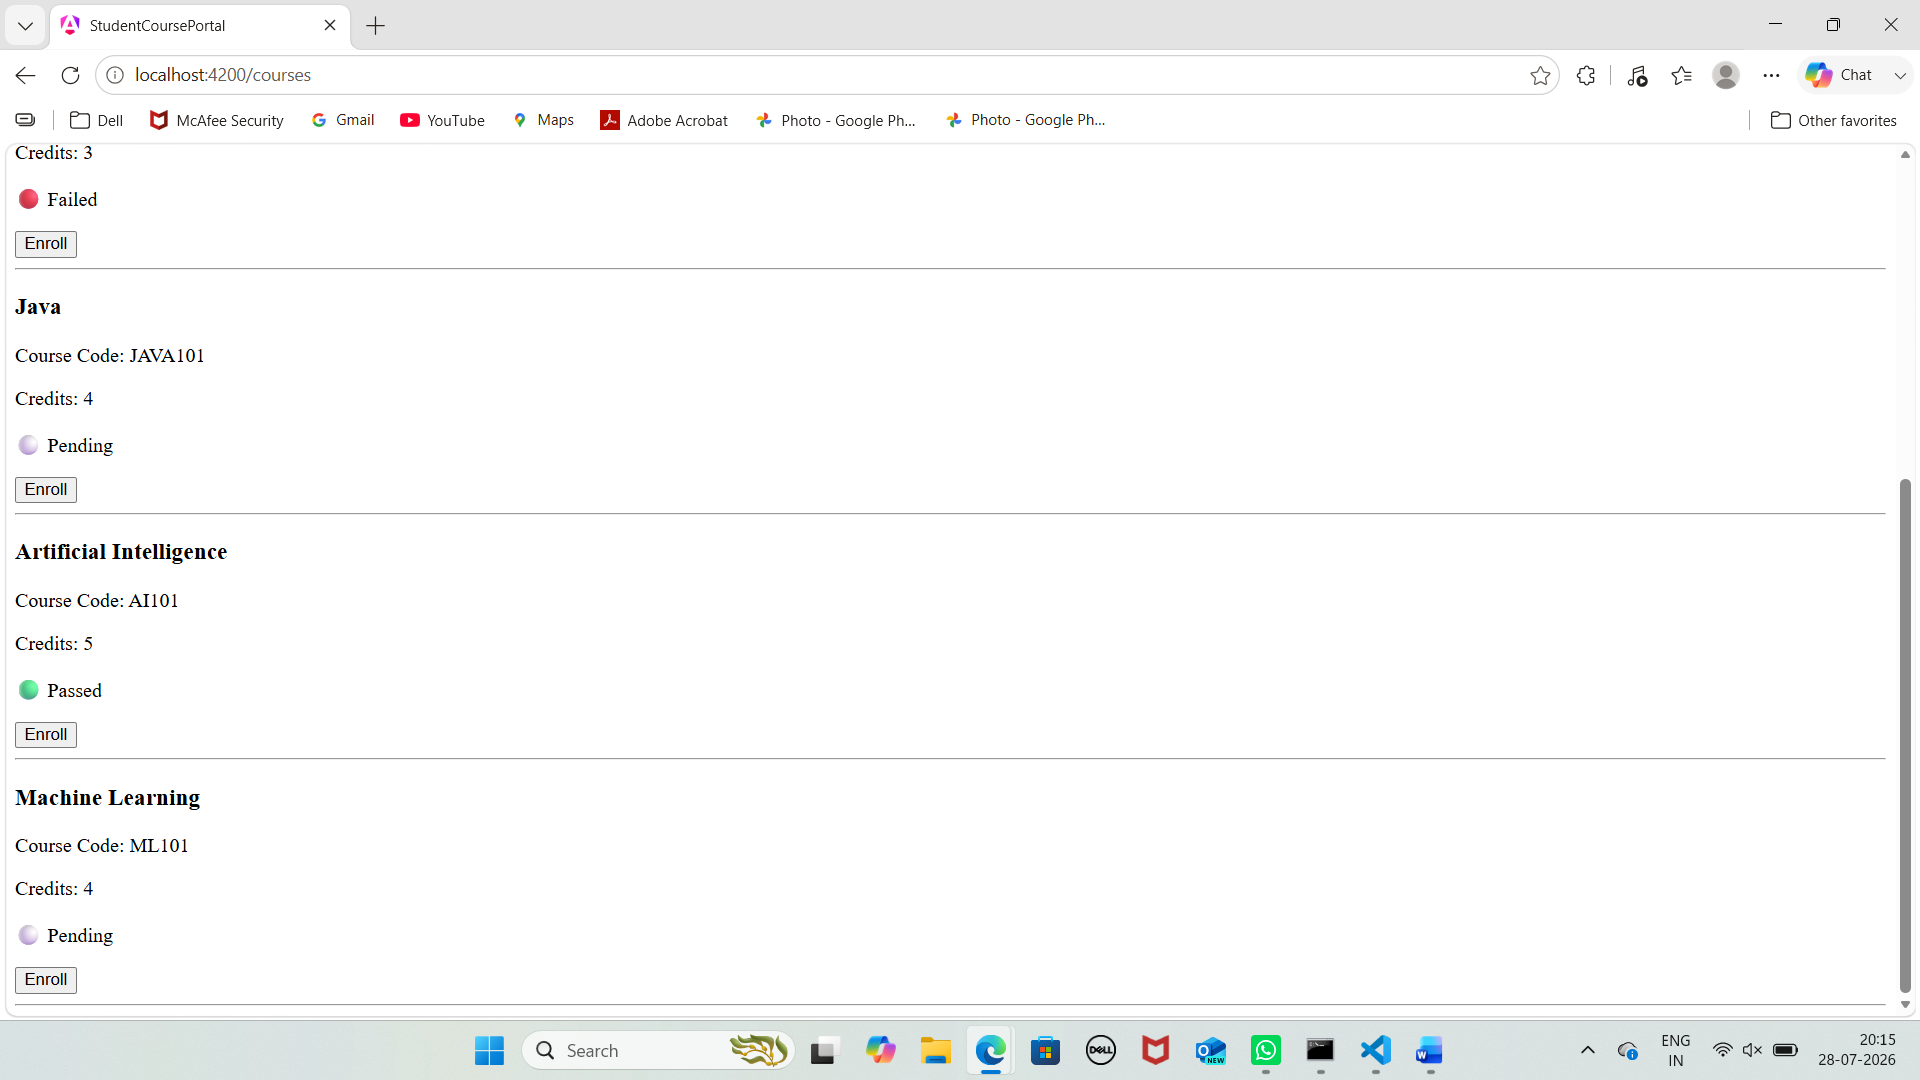 StudentCoursePortal
localhost:4200/courses
Chat
Dell
McAfee Security
Gmail
YouTube
Maps
Adobe Acrobat
Photo - Google Ph...
Photo - Google Ph...
Other favorites
Credits: 3
Failed
Enroll
Java
Course Code: JAVA101
Credits: 4
Pending
Enroll
Artificial Intelligence
Course Code: AI101
Credits: 5
Passed
Enroll
Machine Learning
Course Code: ML101
Credits: 4
Pending
Enroll
Search
DELL
NEW
W
ENG
IN
20:15
28-07-2026